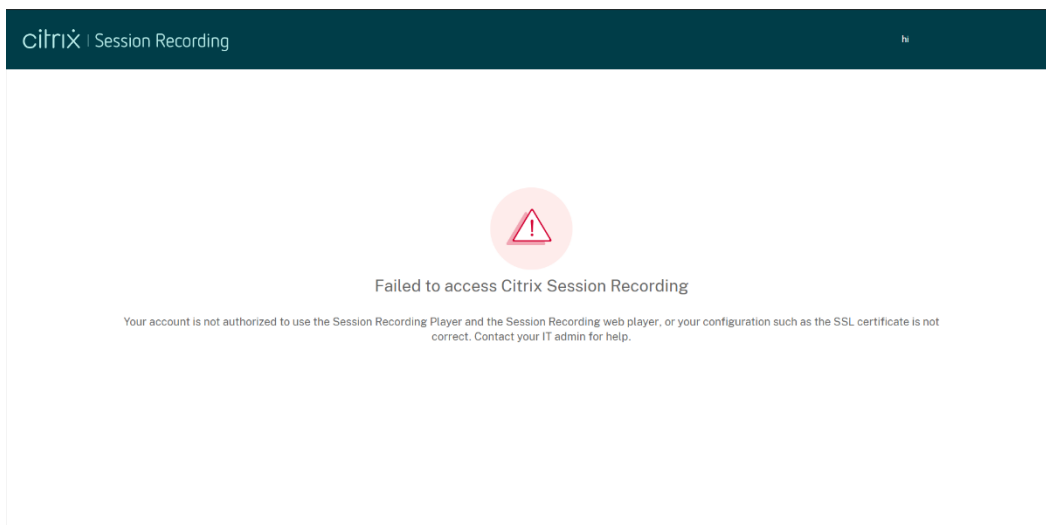 citrix | Session Recording
hi
Failed to access Citrix Session Recording
Your account is not authorized to use the Session Recording Player and the Session Recording web player, or your configuration such as the SSL certificate is not
correct. Contact your IT admin for help.